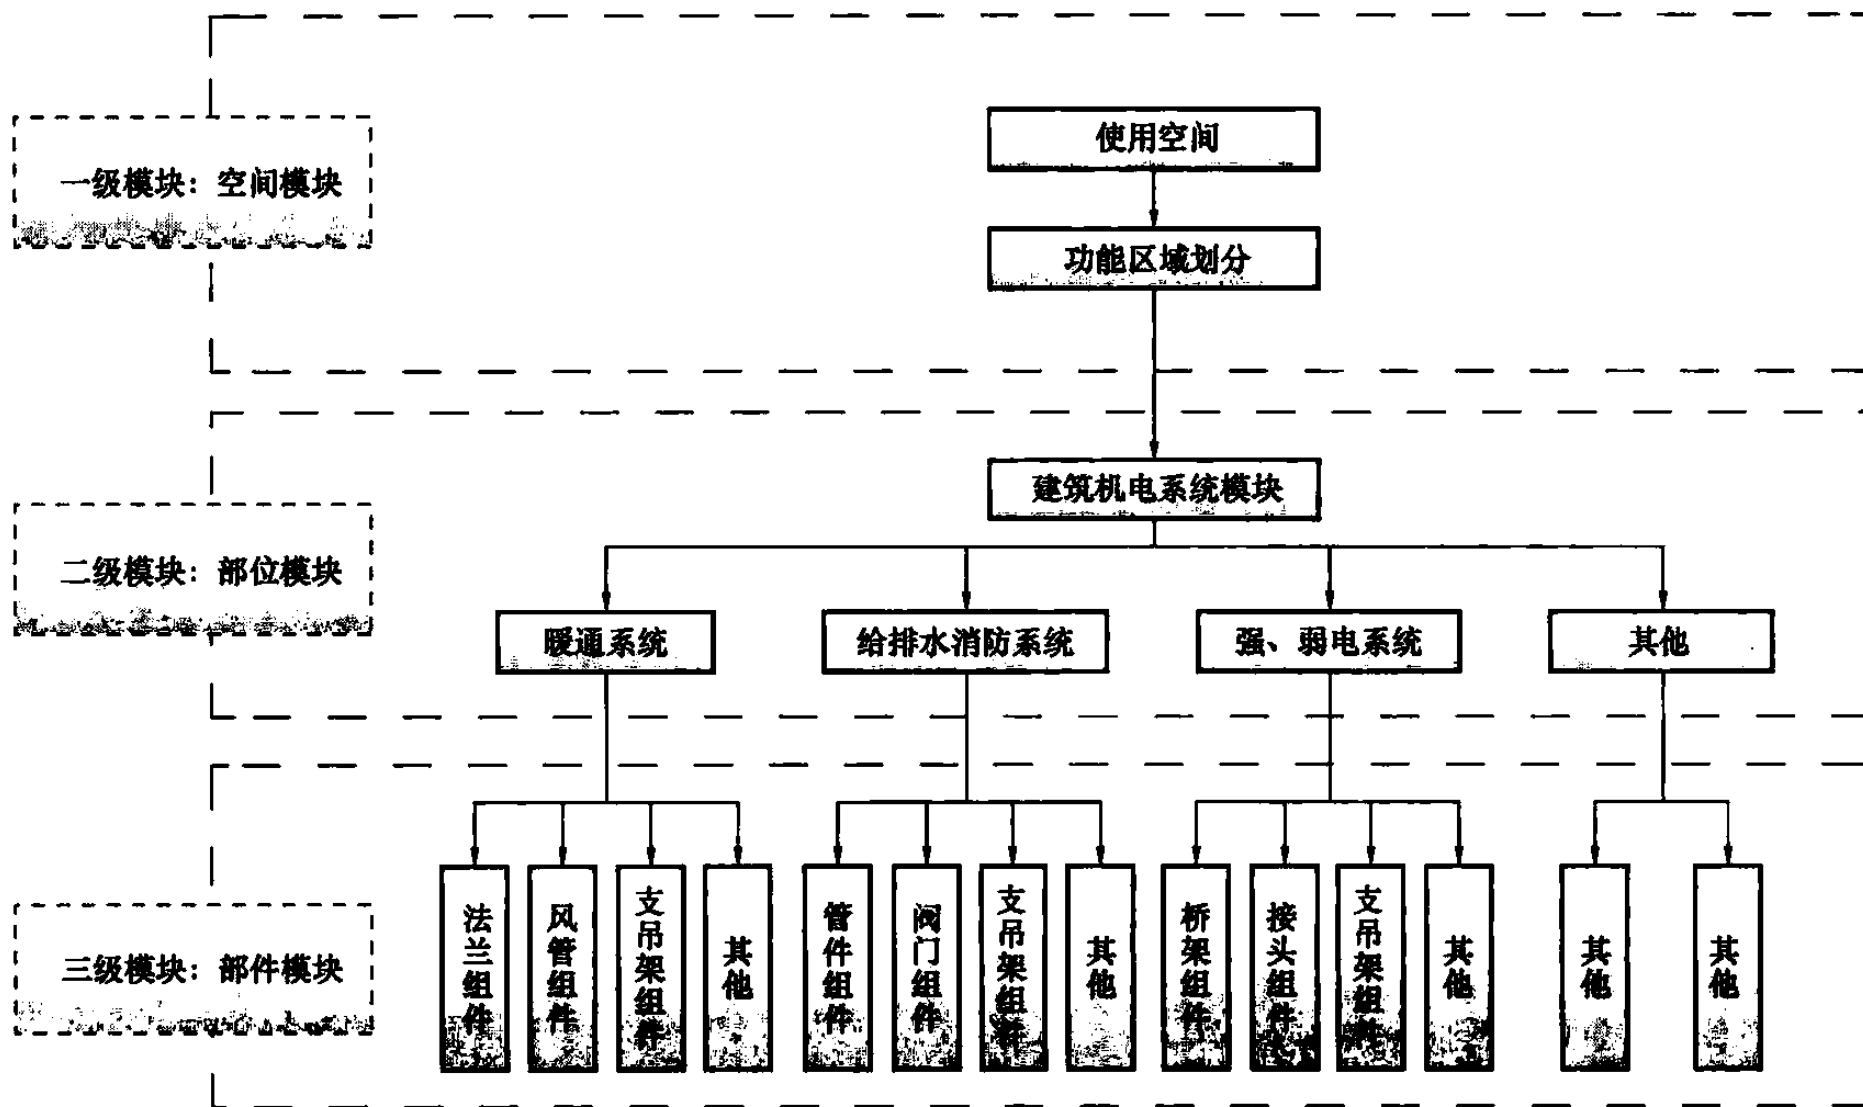 使用空间
一级模块：空间模块
功能区域划分
建筑机电系统模块
二级模块：部位模块
暖通系统
给排水消防系统
强、弱电系统
其他
三级模块：部件模块
法兰组件
风管组件
支吊架组件
其他
管件组件
阀门组件
支吊架组件
其他
桥架组件
接头组件
支吊架组件
其他
其他
其他